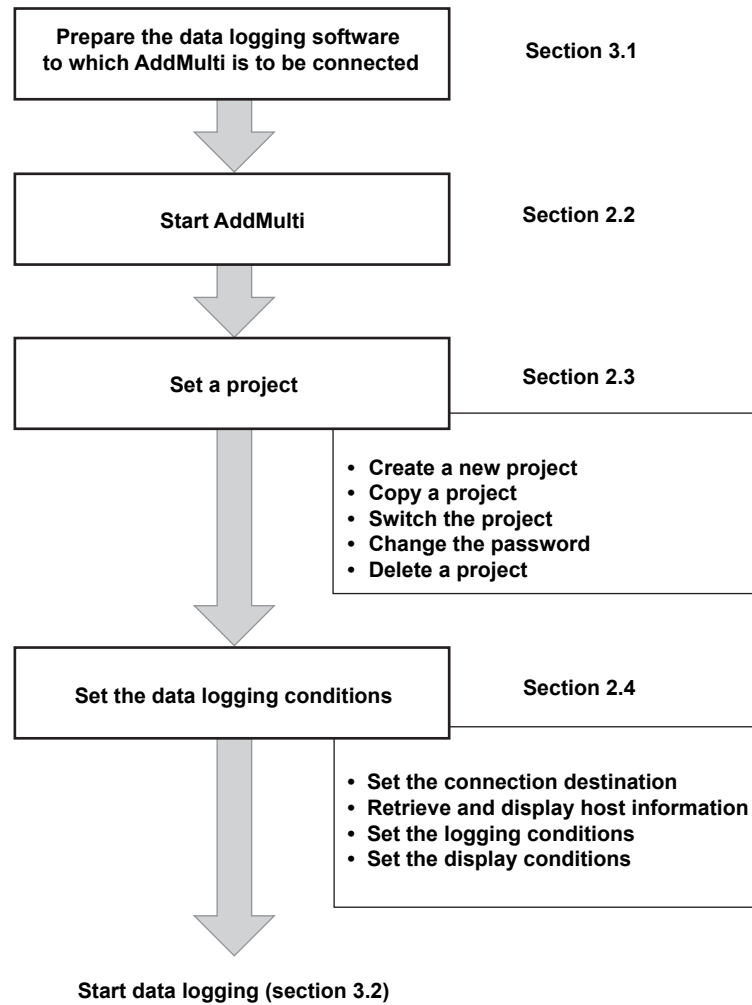 Prepare the data logging software
to which AddMulti is to be connected
Section 3.1
Start AddMulti
Section 2.2
Set a project
Section 2.3
• Create a new project
• Copy a project
• Switch the project
• Change the password
• Delete a project
Set the data logging conditions
Section 2.4
• Set the connection destination
• Retrieve and display host information
• Set the logging conditions
• Set the display conditions
Start data logging (section 3.2)